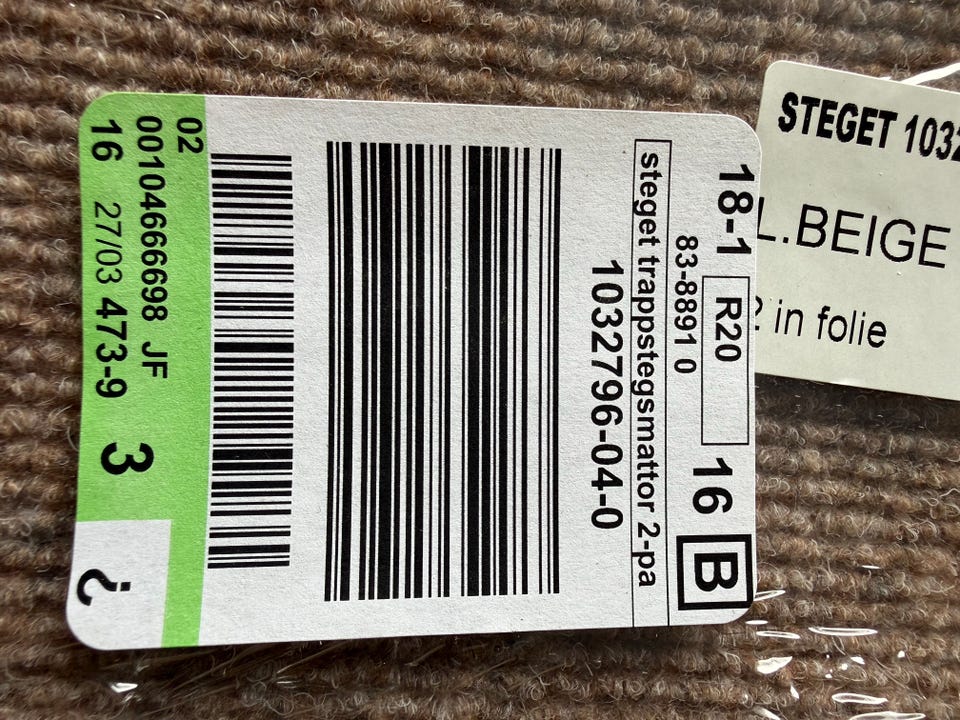 18-1 R20 16 B
83-8891 0
steget trappstegsmattor 2-pa
1032796-04-0
02
0010466698 JF
16 27/03 473-9 3
¿
STEGET 1032
L.BEIGE
in folie